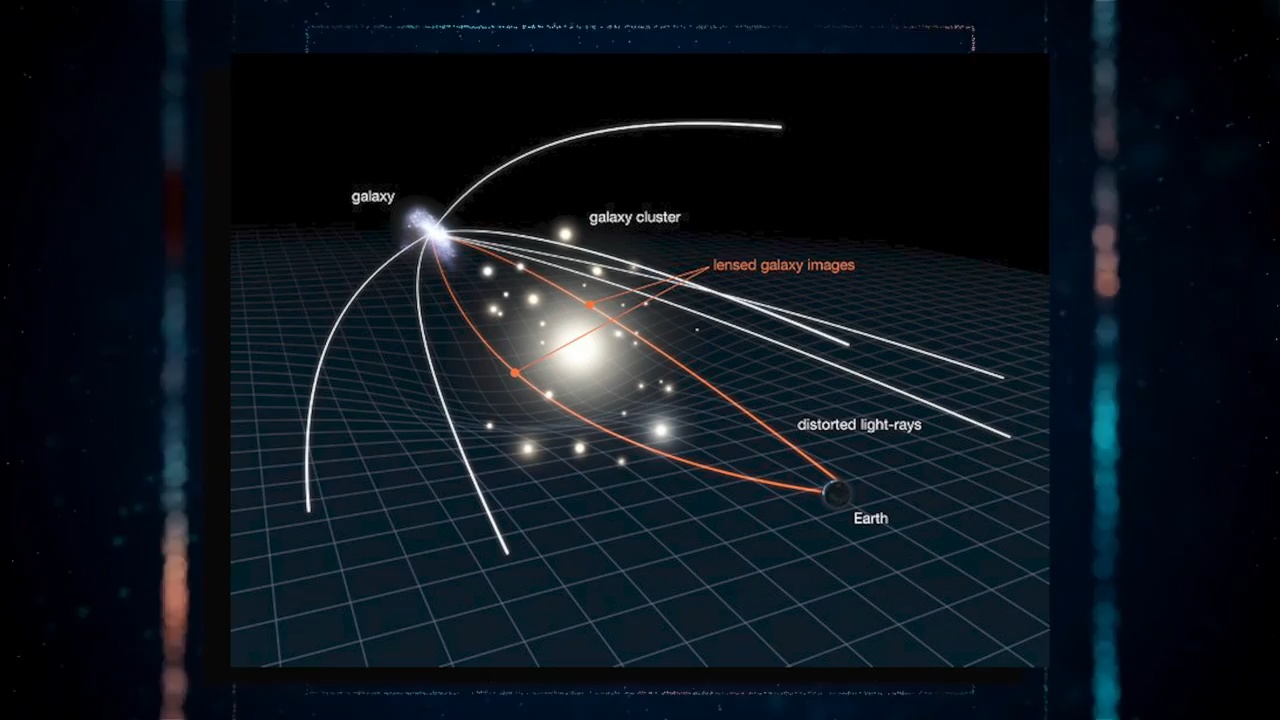 galaxy
galaxy cluster
lensed galaxy images
distorted light-rays
Earth